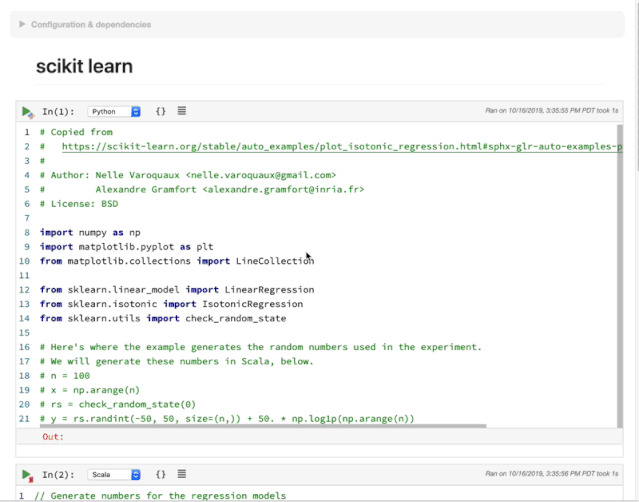 Configuration & dependencies
scikit learn
In(1): Python {} Ran on 10/16/2019, 3:35:55 PM PDT took 1s
1 # Copied from
2 # https://scikit-learn.org/stable/auto_examples/plot_isotonic_regression.html#sphx-glr-auto-examples-p
3 #
4 # Author: Nelle Varoquaux <nelle.varoquaux@gmail.com>
5 # Alexandre Gramfort <alexandre.gramfort@inria.fr>
6 # License: BSD
7
8 import numpy as np
9 import matplotlib.pyplot as plt
10 from matplotlib.collections import LineCollection
11
12 from sklearn.linear_model import LinearRegression
13 from sklearn.isotonic import IsotonicRegression
14 from sklearn.utils import check_random_state
15
16 # Here's where the example generates the random numbers used in the experiment.
17 # We will generate these numbers in Scala, below.
18 # n = 100
19 # x = np.arange(n)
20 # rs = check_random_state(0)
21 # y = rs.randint(-50, 50, size=(n,)) + 50. * np.log1p(np.arange(n))
Out:
In(2): Scala {} Ran on 10/16/2019, 3:35:56 PM PDT took 1s
1 // Generate numbers for the regression models